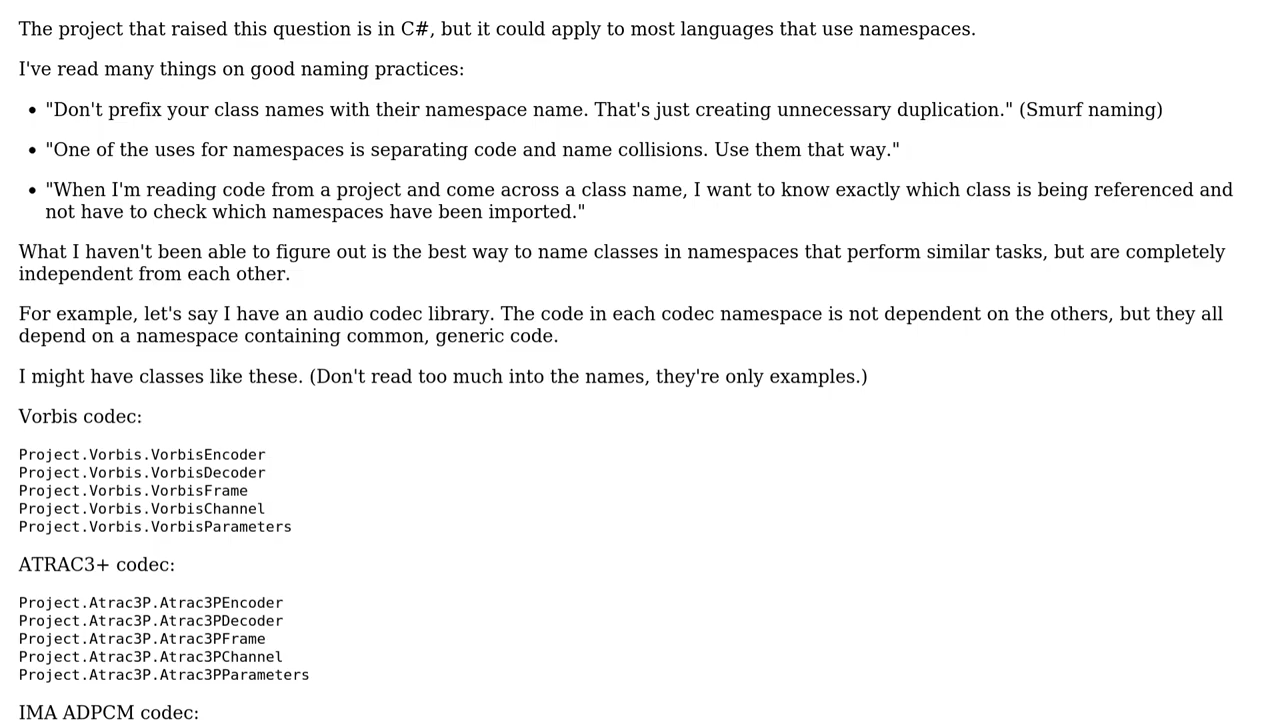 The project that raised this question is in C#, but it could apply to most languages that use namespaces.
I've read many things on good naming practices:
• "Don't prefix your class names with their namespace name. That's just creating unnecessary duplication." (Smurf naming)
• "One of the uses for namespaces is separating code and name collisions. Use them that way."
• "When I'm reading code from a project and come across a class name, I want to know exactly which class is being referenced and
not have to check which namespaces have been imported."
What I haven't been able to figure out is the best way to name classes in namespaces that perform similar tasks, but are completely
independent from each other.
For example, let's say I have an audio codec library. The code in each codec namespace is not dependent on the others, but they all
depend on a namespace containing common, generic code.
I might have classes like these. (Don't read too much into the names, they're only examples.)
Vorbis codec:
Project.Vorbis.VorbisEncoder
Project.Vorbis.VorbisDecoder
Project.Vorbis.VorbisFrame
Project.Vorbis.VorbisChannel
Project.Vorbis.VorbisParameters
ATRAC3+ codec:
Project.Atrac3P.Atrac3PEncoder
Project.Atrac3P.Atrac3PDecoder
Project.Atrac3P.Atrac3PFrame
Project.Atrac3P.Atrac3PChannel
Project.Atrac3P.Atrac3PParameters
IMA ADPCM codec: